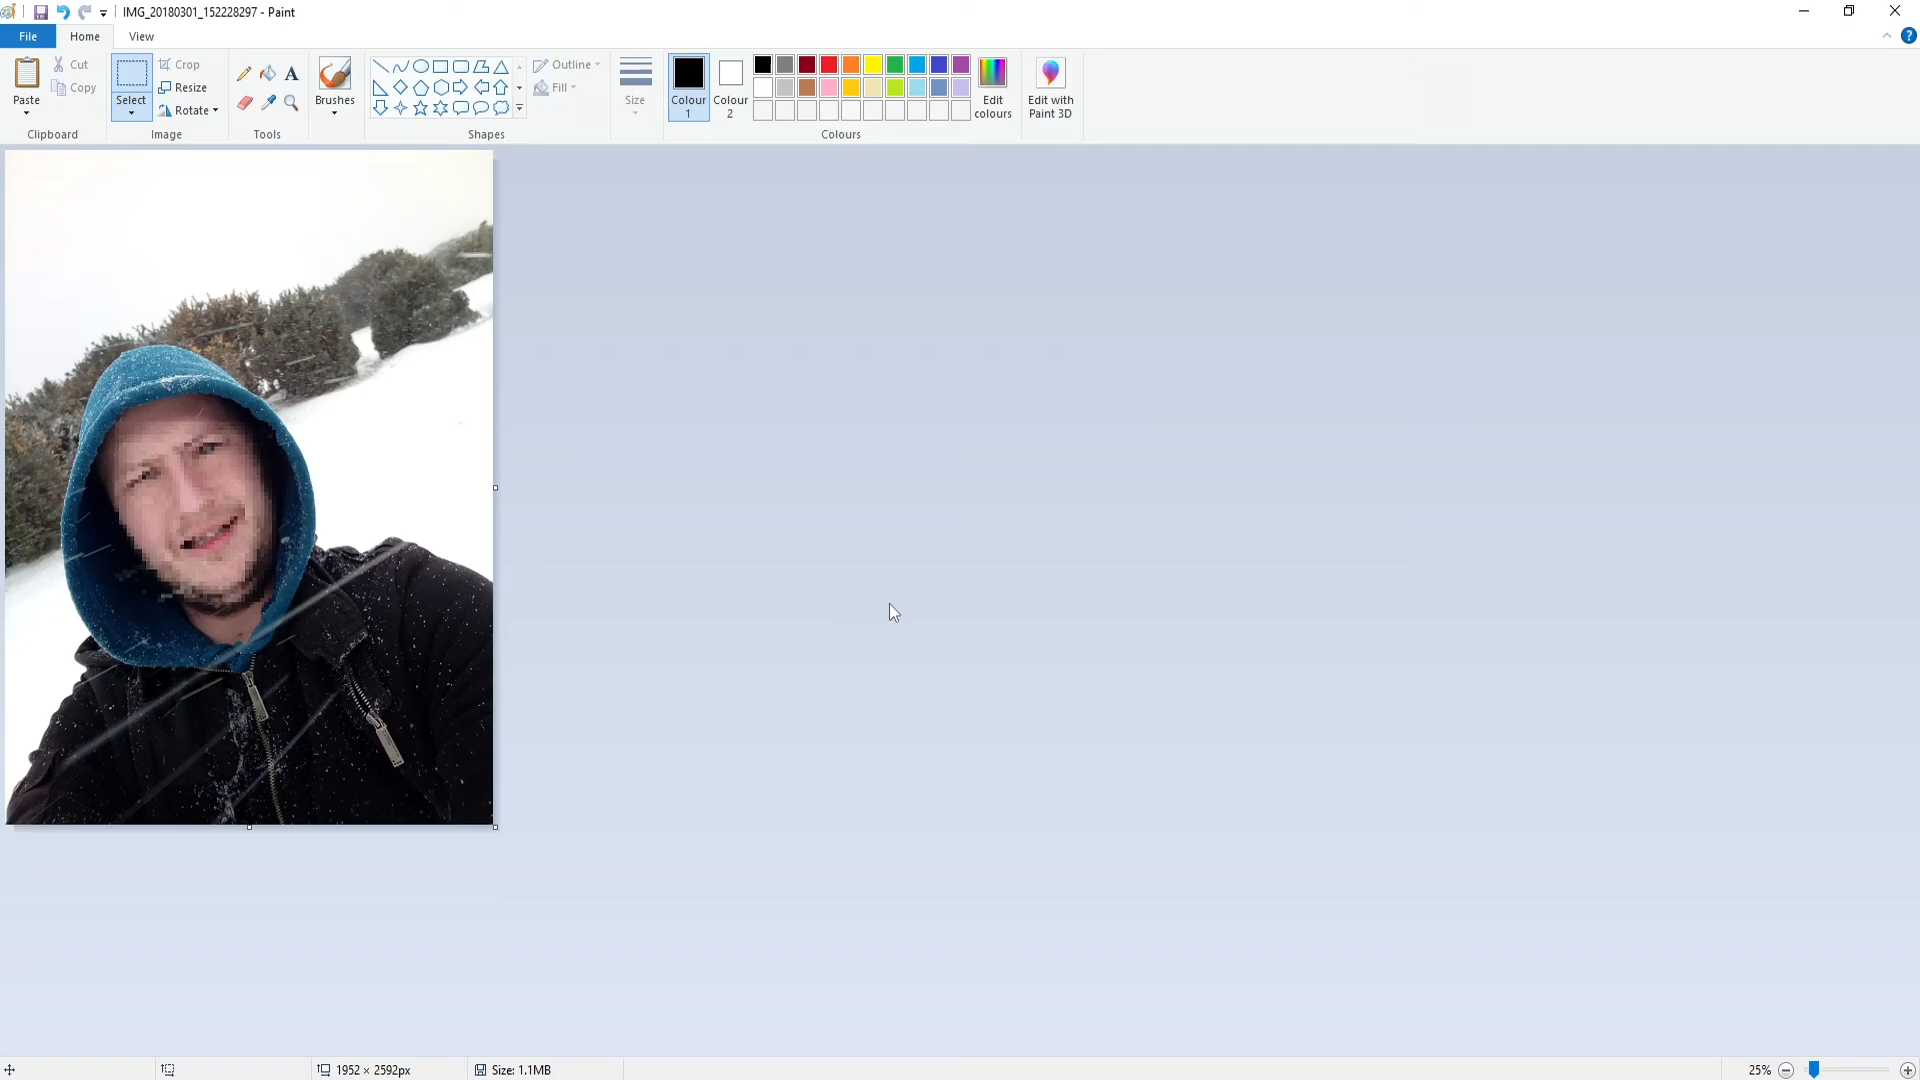 IMG_20180301_152228297 - Paint
File
Home
View
Paste
Cut
Copy
Clipboard
Select
Crop
Resize
Rotate
Image
A
Tools
Brushes
Shapes
Outline
Fill
Size
Colour
1
Colour
2
Edit
colours
Colours
Edit with
Paint 3D
?
1952 × 2592px
Size: 1.1MB
25%